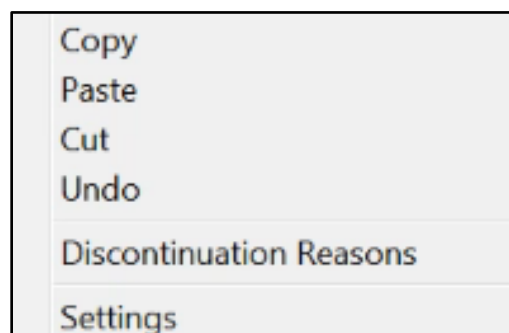 Copy
Paste
Cut
Undo
Discontinuation Reasons
Settings